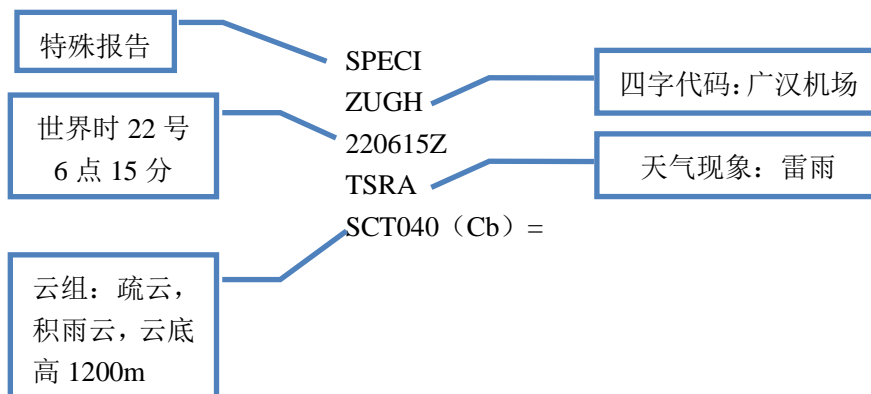 特殊报告
SPECI
ZUGH
四字代码：广汉机场
世界时 22 号
6 点 15 分
220615Z
TSRA
天气现象：雷雨
SCT040（Cb）=
云组：疏云，
积雨云，云底
高 1200m